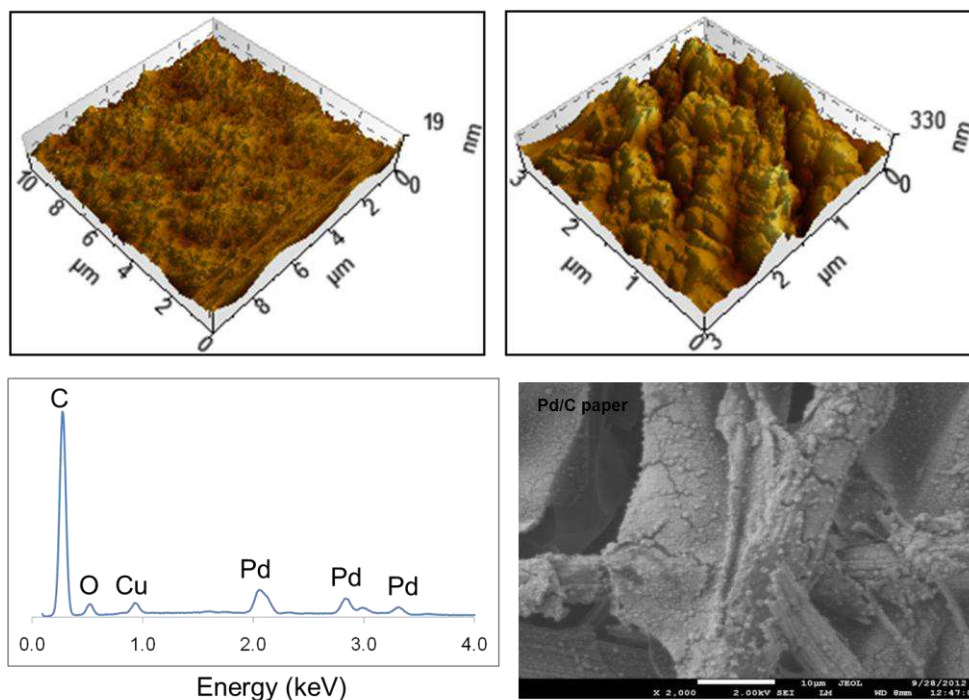 19
nm
10
8
6
4
2
0
μm
8
6
4
2
0
μm
330
nm
3
2
1
0
μm
3
2
1
0
μm
C
O
Cu
Pd
Pd
Pd
0.0 1.0 2.0 3.0 4.0
Energy (keV)
Pd/C paper
10μm JEOL 9/28/2012
X 2,000 2.00kV SEI LM WD 8mm